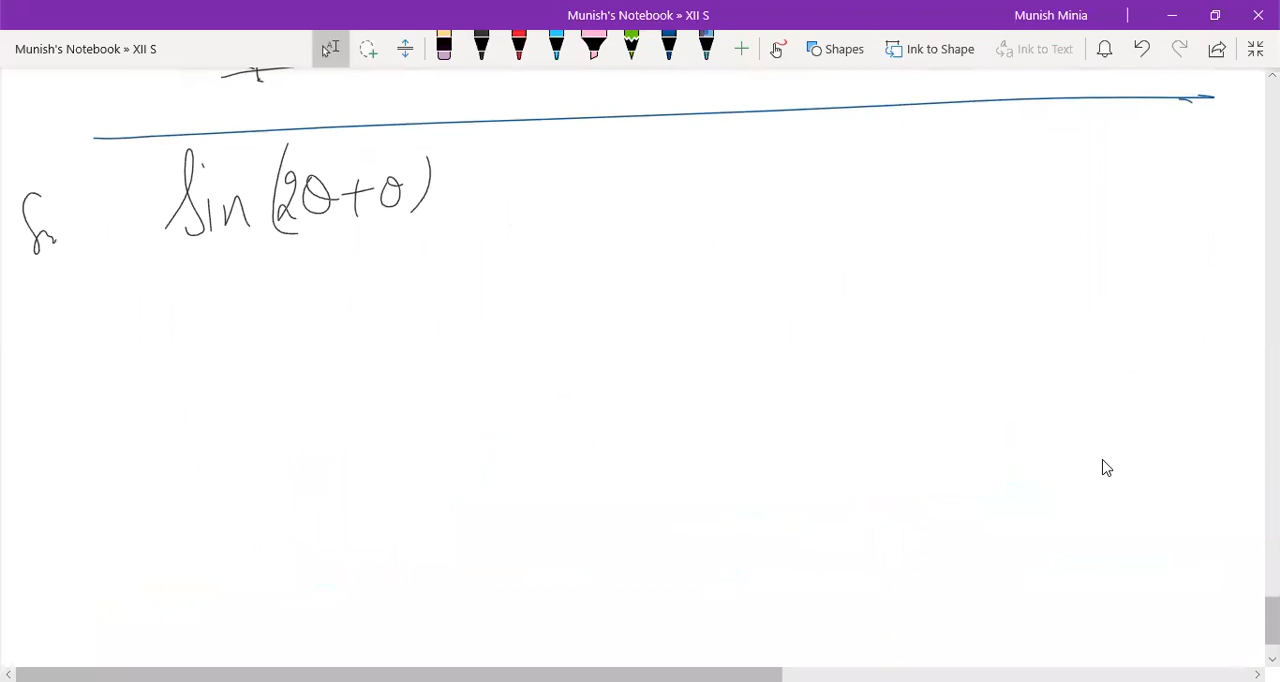 Munish's Notebook » XII S
Munish Minia
Munish's Notebook » XII S
Shapes
Ink to Shape
Ink to Text
Sin (2θ+θ)